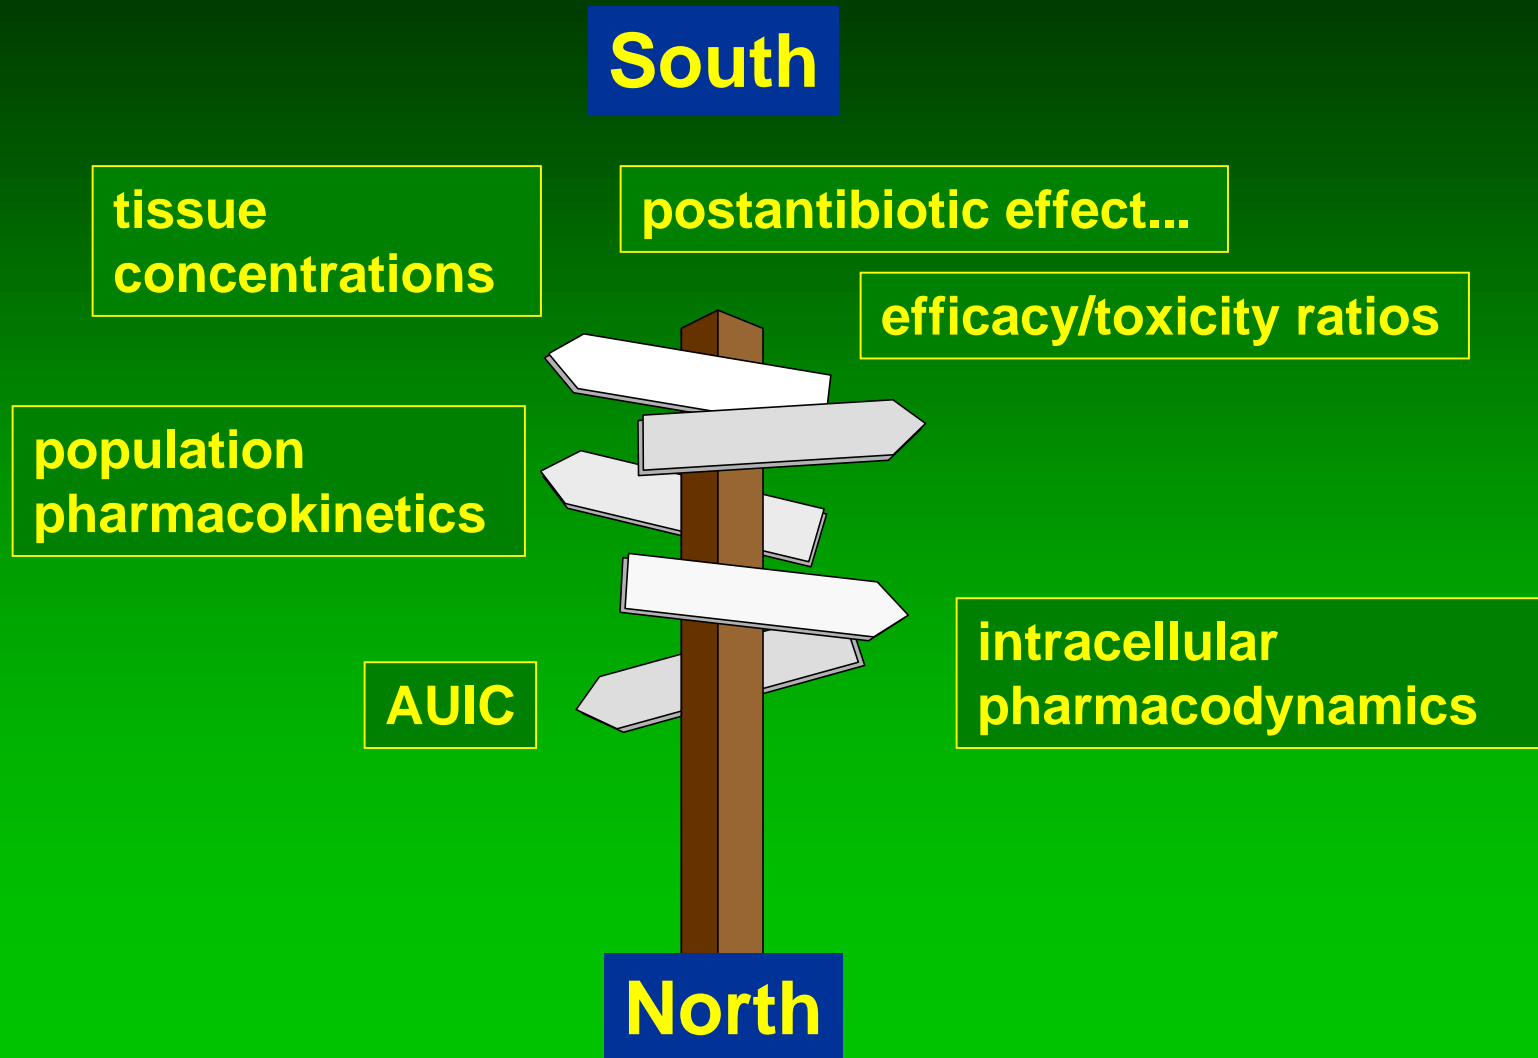 South
tissue
concentrations
postantibiotic effect...
efficacy/toxicity ratios
population
pharmacokinetics
intracellular
pharmacodynamics
AUIC
North